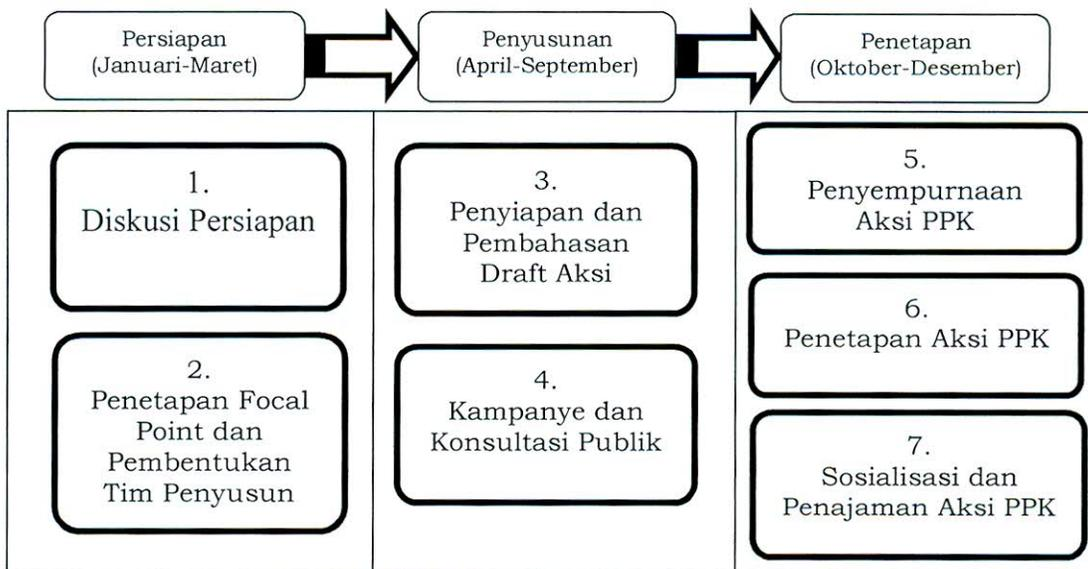 Persiapan
(Januari-Maret)
Penyusunan
(April-September)
Penetapan
(Oktober-Desember)
1.
Diskusi Persiapan
2.
Penetapan Focal
Point dan
Pembentukan
Tim Penyusun
3.
Penyiapan dan
Pembahasan
Draft Aksi
4.
Kampanye dan
Konsultasi Publik
5.
Penyempurnaan
Aksi PPK
6.
Penetapan Aksi PPK
7.
Sosialisasi dan
Penajaman Aksi PPK